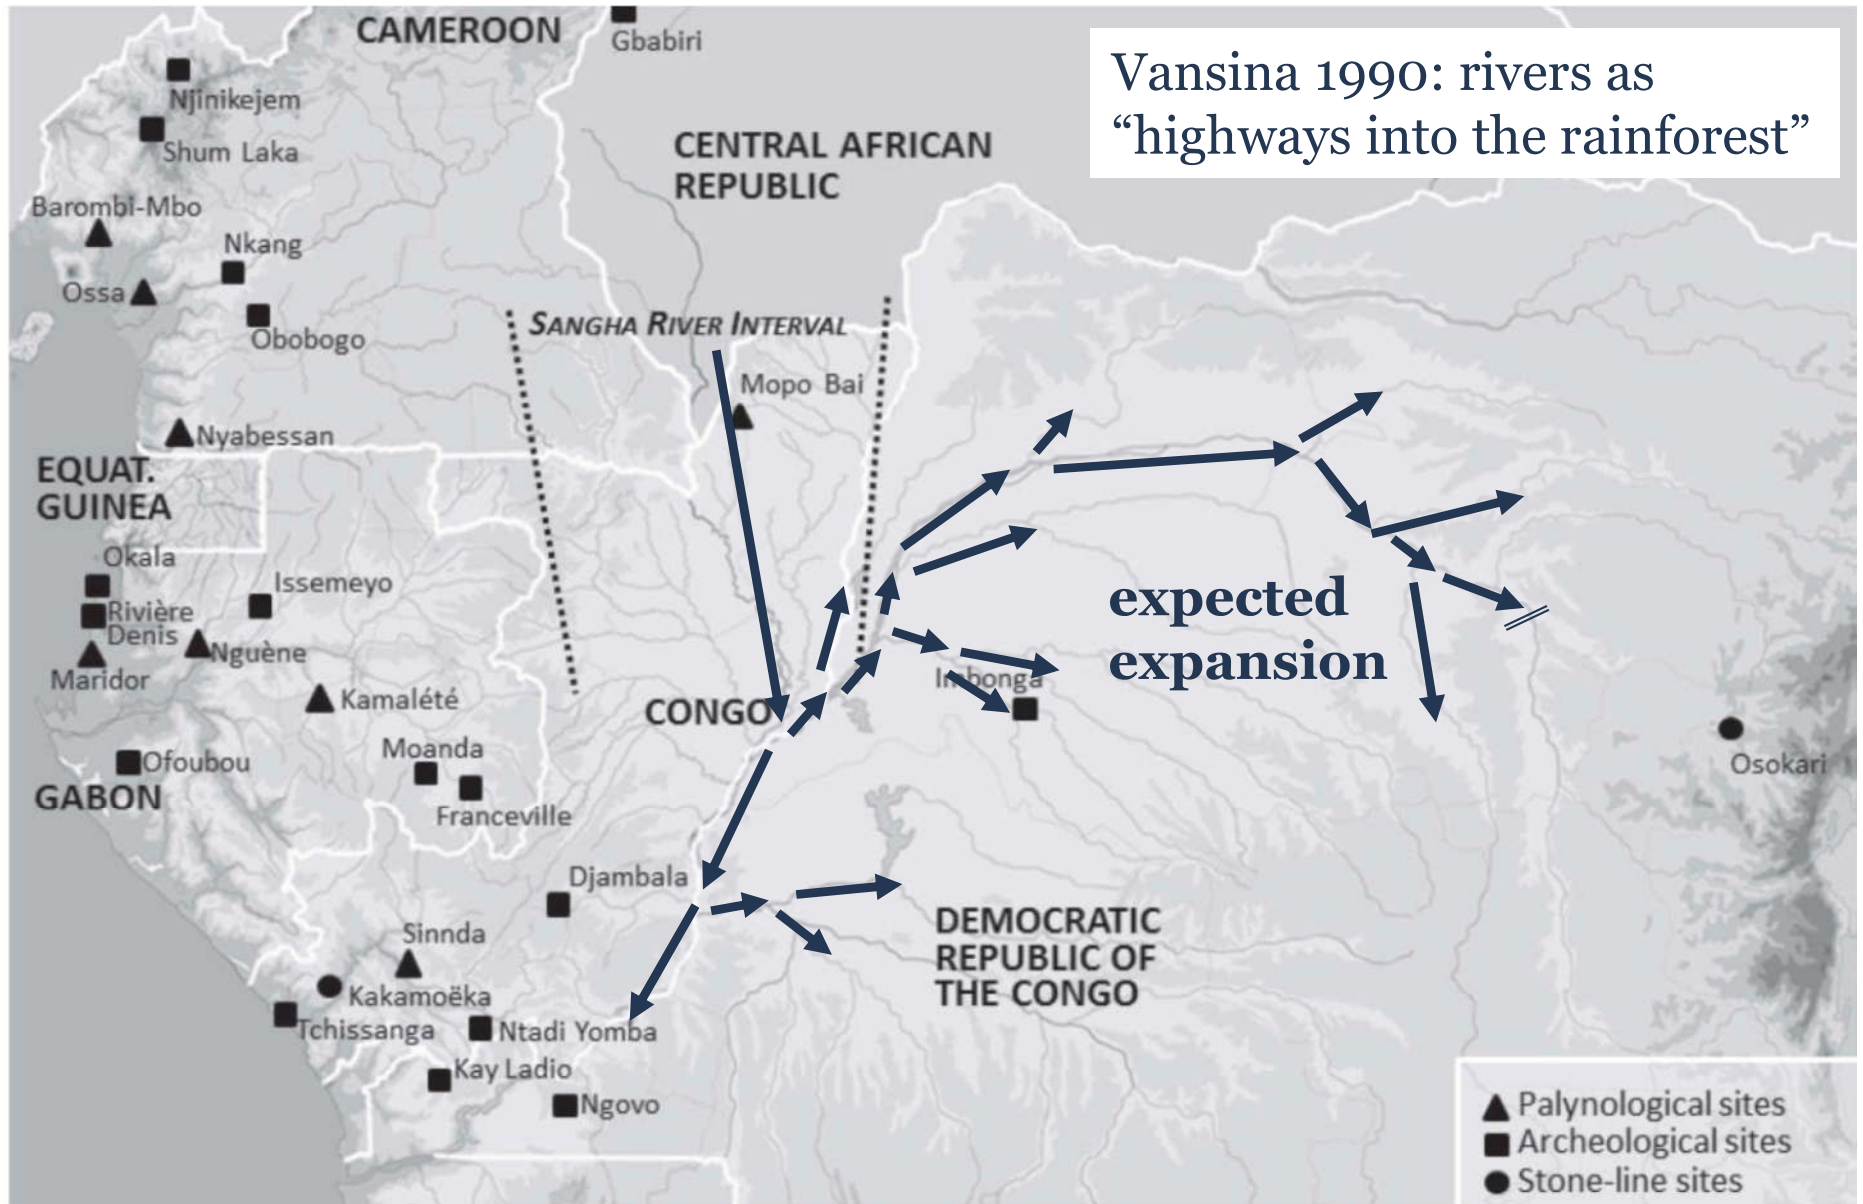 CAMEROON
Gbabiri
Vansina 1990: rivers as
“highways into the rainforest”
Njinikejem
Shum Laka
CENTRAL AFRICAN
REPUBLIC
Barombi-Mbo
Nkang
Ossa
Obobogo
SANGHA RIVER INTERVAL
Mopo Bai
Nyabessan
EQUAT.
GUINEA
Okala
Issemeyo
Rivière
Denis
Nguène
Maridor
expected
expansion
Imbonga
Kamalété
CONGO
Moanda
Ofoubou
GABON
Franceville
Osokari
Djambala
Sinnda
DEMOCRATIC
REPUBLIC OF
THE CONGO
Kakamoëka
Tchissanga
Ntadi Yomba
Kay Ladio
Ngovo
Palynological sites
Archeological sites
Stone-line sites